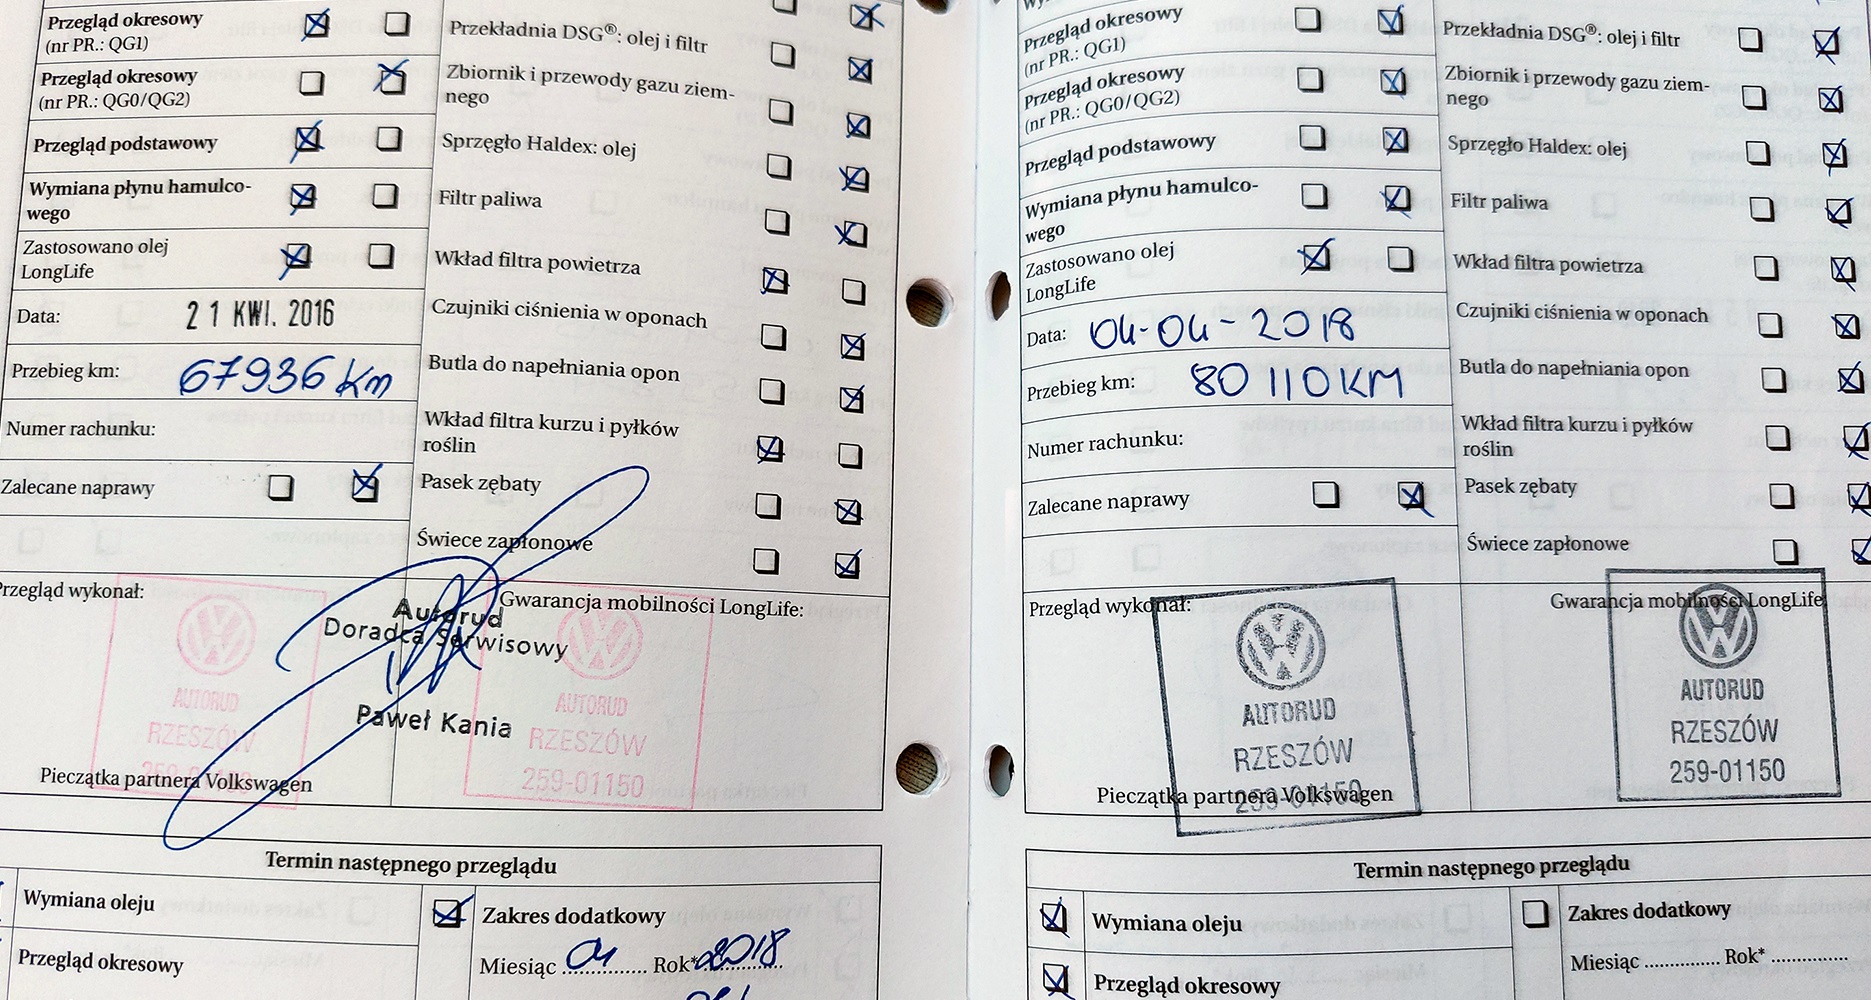 Przegląd okresowy
(nr PR.: QG1)
Przegląd okresowy
(nr PR.: QG0/QG2)
Przegląd podstawowy
Wymiana płynu hamulco-
wego
Zastosowano olej
LongLife
Data: 21 KWI. 2016
Przebieg km: 67936 km
Numer rachunku:
Zalecane naprawy
Przekładnia DSG®: olej i filtr
Zbiornik i przewody gazu ziem-
nego
Sprzęgło Haldex: olej
Filtr paliwa
Wkład filtra powietrza
Czujniki ciśnienia w oponach
Butla do napełniania opon
Wkład filtra kurzu i pyłków
roślin
Pasek zębaty
Świece zapłonowe
Przegląd wykonał:
AUTORUD
RZESZÓW
Pieczątka partnera Volkswagen
Autorud
Doradca Serwisowy
Paweł Kania
Gwarancja mobilności LongLife:
AUTORUD
RZESZÓW
259-01150
Termin następnego przeglądu
Wymiana oleju
Przegląd okresowy
Zakres dodatkowy
Miesiąc 04 Rok* 2018
Przegląd okresowy
(nr PR.: QG1)
Przegląd okresowy
(nr PR.: QG0/QG2)
Przegląd podstawowy
Wymiana płynu hamulco-
wego
Zastosowano olej
LongLife
Data: 04-04-2018
Przebieg km: 80 110 KM
Numer rachunku:
Zalecane naprawy
Przekładnia DSG®: olej i filtr
Zbiornik i przewody gazu ziem-
nego
Sprzęgło Haldex: olej
Filtr paliwa
Wkład filtra powietrza
Czujniki ciśnienia w oponach
Butla do napełniania opon
Wkład filtra kurzu i pyłków
roślin
Pasek zębaty
Świece zapłonowe
Przegląd wykonał:
AUTORUD
RZESZÓW
259-01150
Pieczątka partnera Volkswagen
Gwarancja mobilności LongLife
AUTORUD
RZESZÓW
259-01150
Termin następnego przeglądu
Wymiana oleju
Przegląd okresowy
Zakres dodatkowy
Miesiąc ............... Rok* ...............